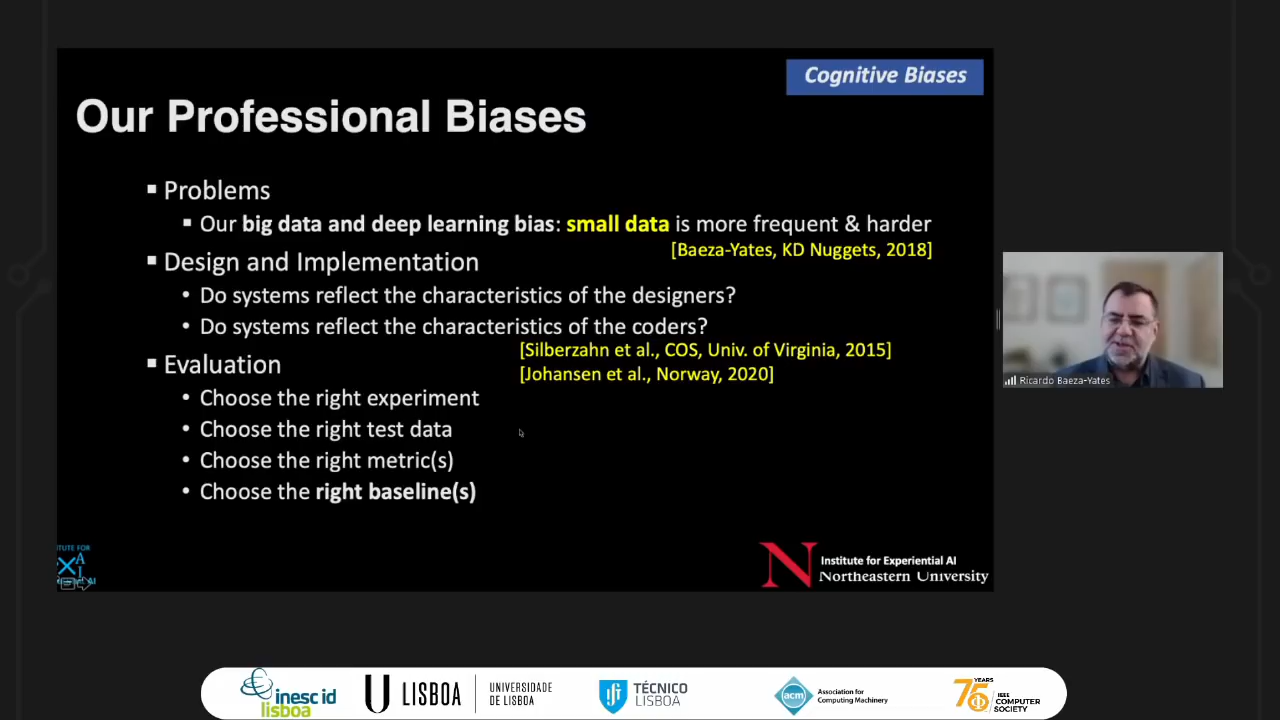 Cognitive Biases
Our Professional Biases
Problems
Our big data and deep learning bias: small data is more frequent & harder
[Baeza-Yates, KD Nuggets, 2018]
Design and Implementation
Do systems reflect the characteristics of the designers?
Do systems reflect the characteristics of the coders?
[Silberzahn et al., COS, Univ. of Virginia, 2015]
[Johansen et al., Norway, 2020]
Evaluation
Choose the right experiment
Choose the right test data
Choose the right metric(s)
Choose the right baseline(s)
Ricardo Baeza-Yates
TUTE FOR
AI
N
Institute for Experiential AI
Northeastern University
inesc id
lisboa
U LISBOA
UNIVERSIDADE
DE LISBOA
TÉCNICO
LISBOA
acm
Association for
Computing Machinery
75 YEARS
IEEE
COMPUTER
SOCIETY